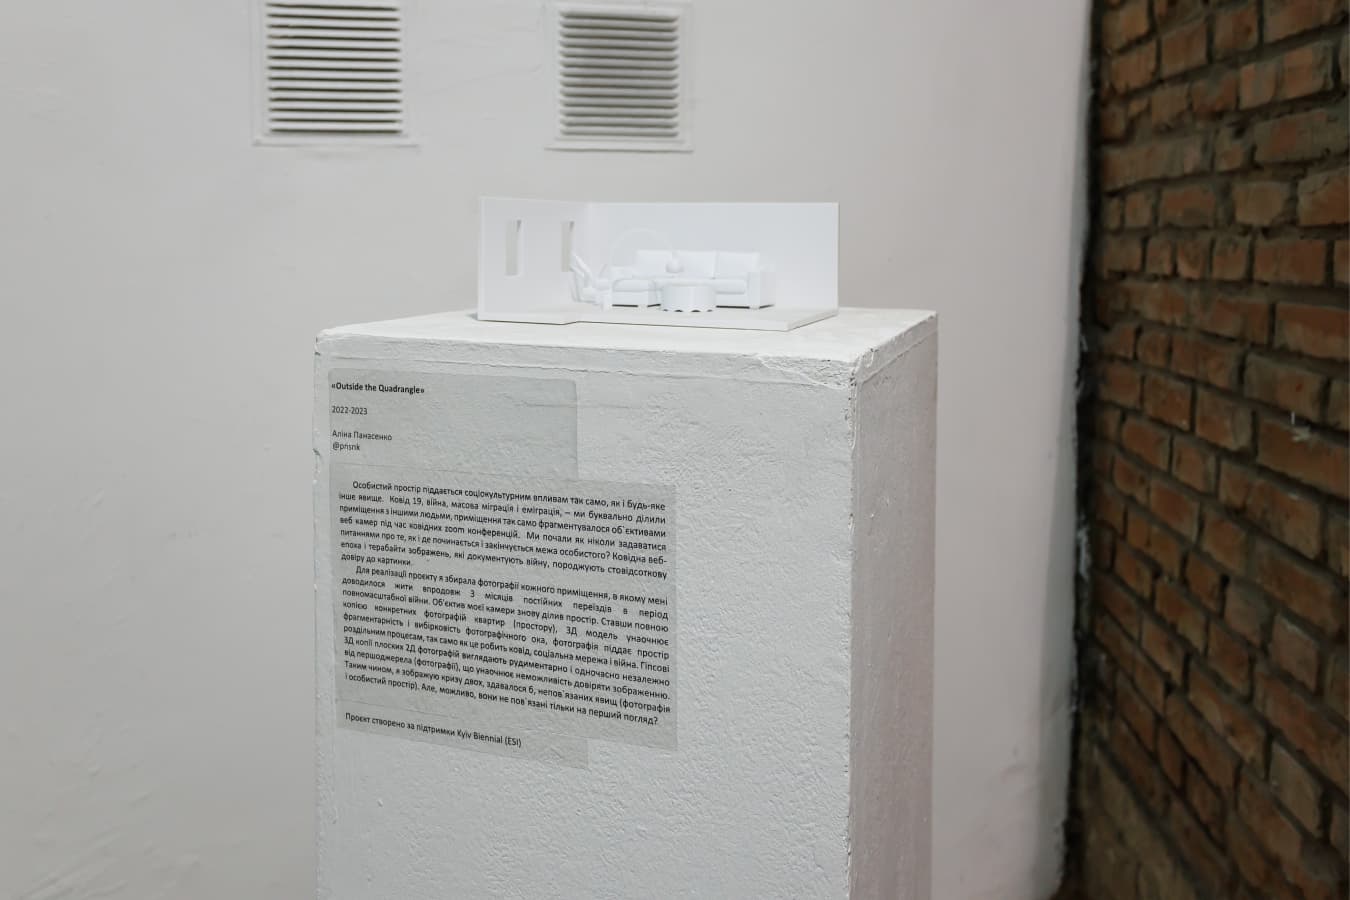 «Outside the Quadrangle»
2022-2023
Аліна Панасенко
@pnsnk
Особистий простір піддається соціокультурним впливам так само, як і будь-яке
інше явище. Ковід 19, війна, масова міграція і еміграція, – ми буквально ділили
приміщення з іншими людьми, приміщення так само фрагментувалося об`єктивами
веб камер під час ковідних zoom конференцій. Ми почали як ніколи задаватися
питаннями про те, як і де починається і закінчується межа особистого? Ковідна веб-
епоха і терабайти зображень, які документують війну, породжують стовідсоткову
довіру до картинки.
Для реалізації проєкту я збирала фотографії кожного приміщення, в якому мені
доводилося жити впродовж 3 місяців постійних переїздів в період
повномасштабної війни. Об'єктив моєї камери знову ділив простір. Ставши повною
копією конкретних фотографій квартир (простору), 3Д модель унаочнює
фрагментарність і вибірковість фотографічного ока, фотографія піддає простір
роздільним процесам, так само як це робить ковід, соціальна мережа і війна. Гіпсові
3Д копії плоских 2Д фотографій виглядають рудиментарно і одночасно незалежно
від першоджерела (фотографії), що унаочнює неможливість довіряти зображенню.
Таким чином, я зображую кризу двох, здавалося б, непов`язаних явищ (фотографія
і особистий простір). Але, можливо, вони не пов`язані тільки на перший погляд?
Проєкт створено за підтримки Kyiv Biennial (ESI)